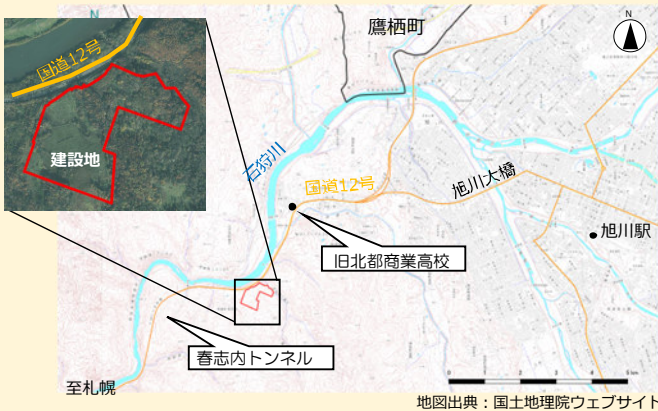 国道12号
建設地
鷹栖町
N
石狩川
国道12号
旭川大橋
旭川駅
旧北都商業高校
春志内トンネル
至札幌
地図出典：国土地理院ウェブサイト